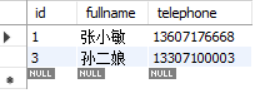 id fullname telephone
1 张小敏 13607176668
3 孙二娘 13307100003
NULL NULL NULL